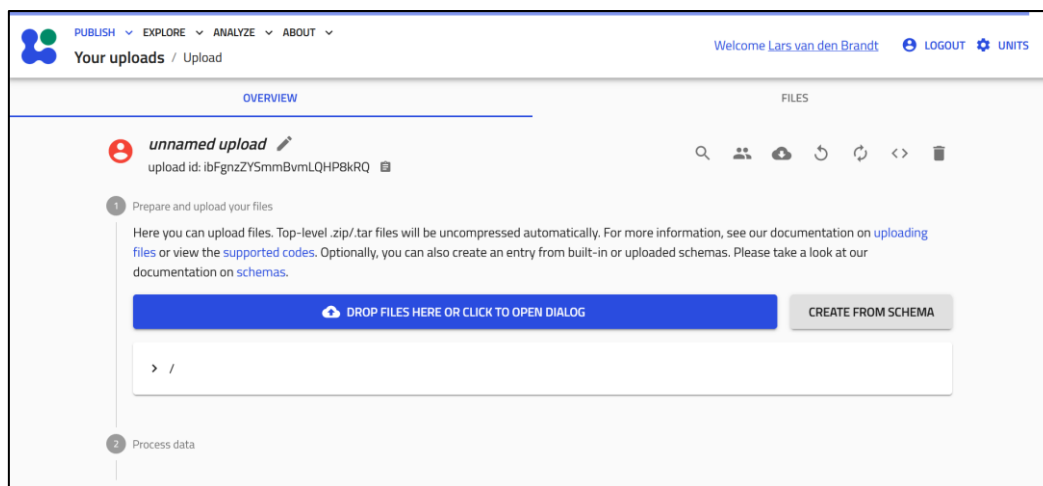 PUBLISH EXPLORE ANALYZE ABOUT
Your uploads / Upload
Welcome Lars van den Brandt LOGOUT UNITS
OVERVIEW FILES
unnamed upload
upload id: ibFgnzZYSmmBvmLQHP8kRQ
1 Prepare and upload your files
Here you can upload files. Top-level .zip/.tar files will be uncompressed automatically. For more information, see our documentation on uploading
files or view the supported codes. Optionally, you can also create an entry from built-in or uploaded schemas. Please take a look at our
documentation on schemas.
DROP FILES HERE OR CLICK TO OPEN DIALOG CREATE FROM SCHEMA
/
2 Process data